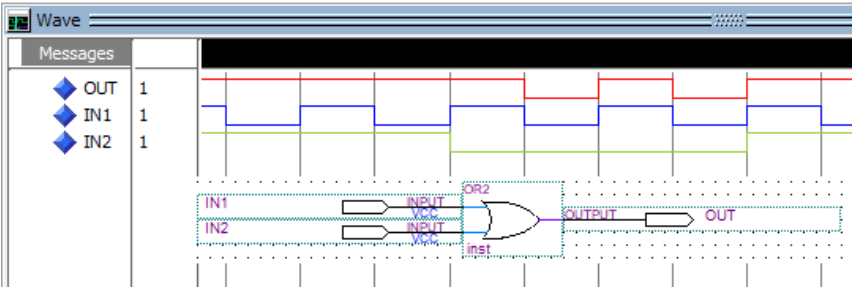 Wave
Messages
OUT 1
IN1 1
IN2 1
OR2
IN1 INPUT
VCC
IN2 INPUT
VCC
OUTPUT OUT
inst